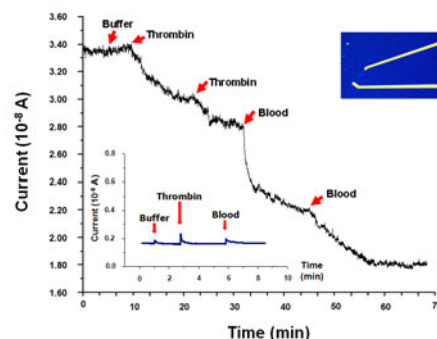 Buffer
Thrombin
Thrombin
Blood
Blood
3.40
3.20
3.00
2.80
2.60
2.40
2.20
2.00
1.80
1.60
Current (10⁻⁸ A)
0 10 20 30 40 50 60 7
Time (min)
Current (10⁻⁸ A)
0.8
0.6
0.4
0.2
0.0
Buffer
Thrombin
Blood
0 2 4 6 8 10
Time
(min)